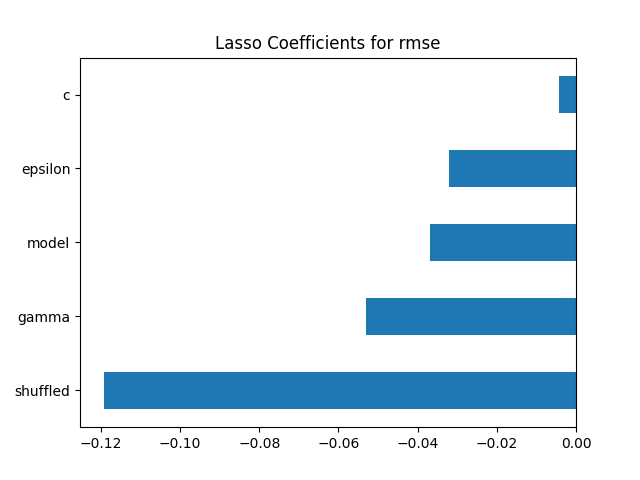 Lasso Coefficients for rmse
c
epsilon
model
gamma
shuffled
−0.12 −0.10 −0.08 −0.06 −0.04 −0.02 0.00